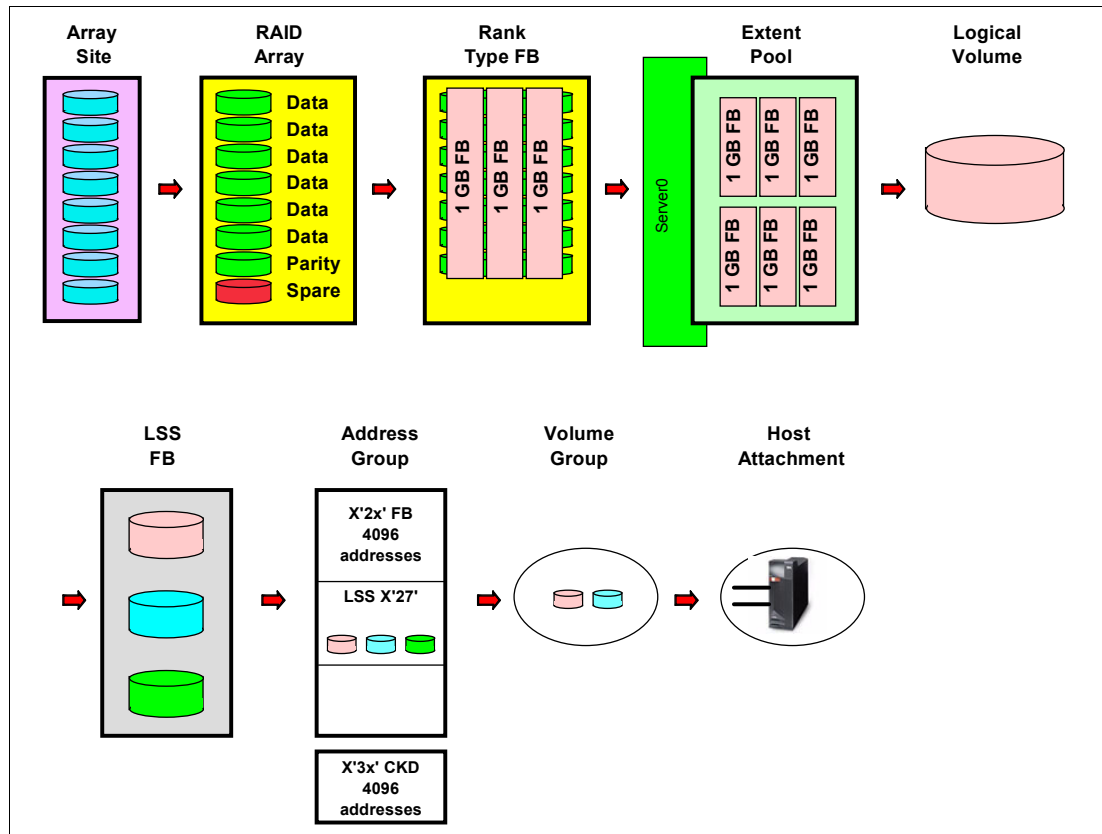 Array
Site
RAID
Array
Rank
Type FB
Extent
Pool
Logical
Volume
Data
Data
Data
Data
Data
Data
Parity
Spare
1 GB FB
1 GB FB
1 GB FB
Server0
1 GB FB
1 GB FB
1 GB FB
1 GB FB
1 GB FB
1 GB FB
LSS
FB
Address
Group
Volume
Group
Host
Attachment
X'2x' FB
4096
addresses
LSS X'27'
X'3x' CKD
4096
addresses